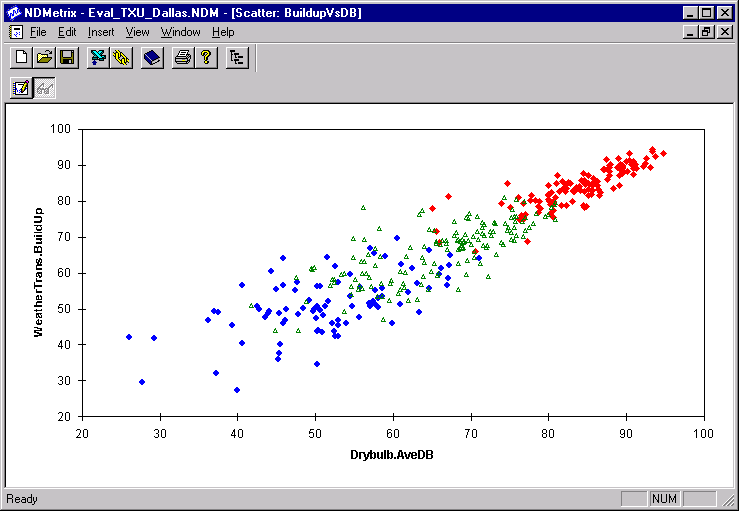 NDMetrix - Eval_TXU_Dallas.NDM - [Scatter: BuildupVsDB]
File Edit Insert View Window Help
100
90
80
70
60
50
40
30
20
WeatherTrans.BuildUp
20 30 40 50 60 70 80 90 100
Drybulb.AveDB
Ready NUM